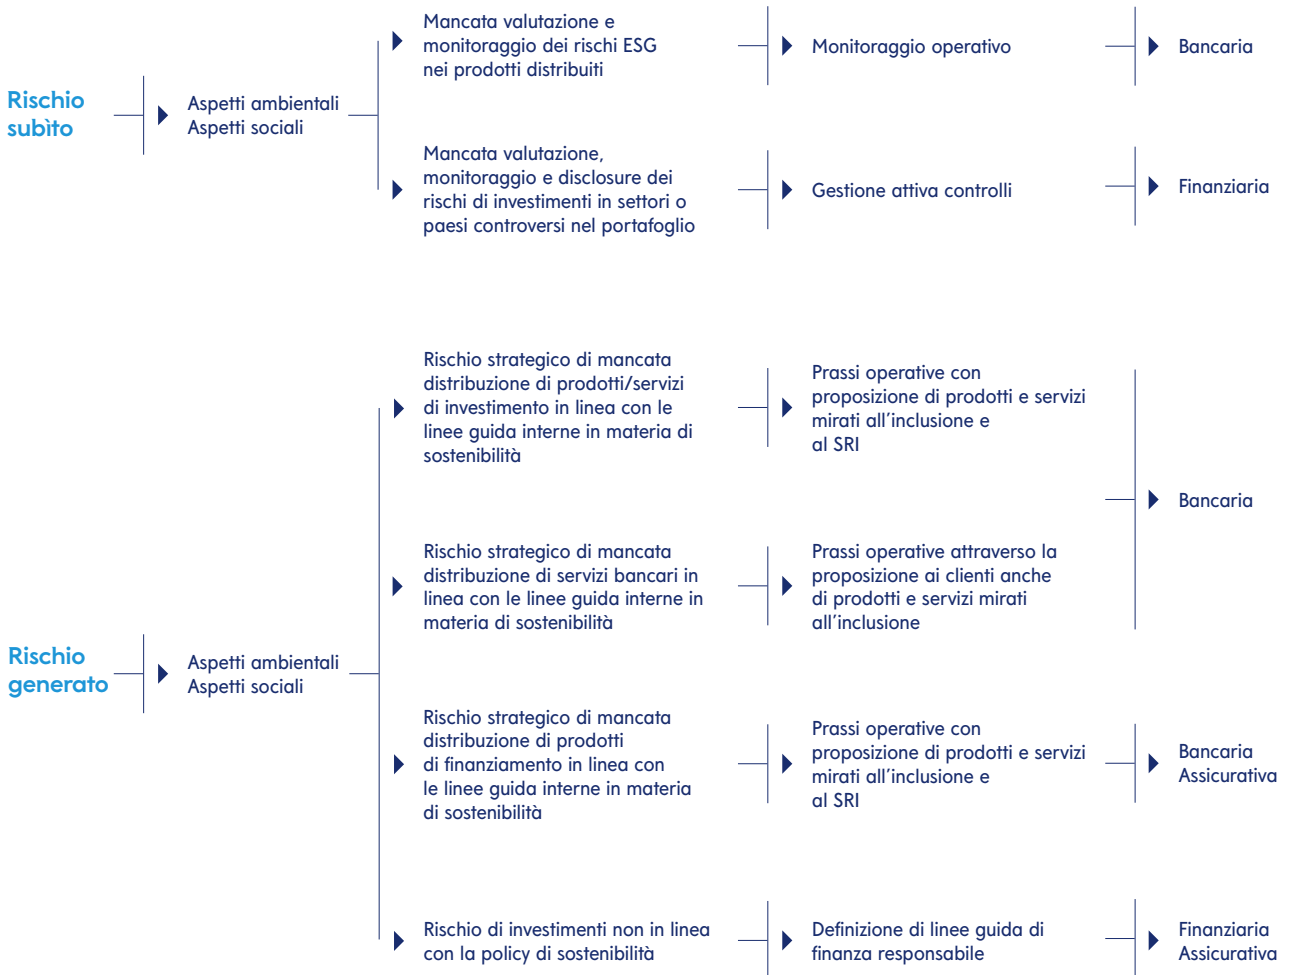 Rischio
subìto
Aspetti ambientali
Aspetti sociali
Mancata valutazione e
monitoraggio dei rischi ESG
nei prodotti distribuiti
Monitoraggio operativo
Bancaria
Mancata valutazione,
monitoraggio e disclosure dei
rischi di investimenti in settori o
paesi controversi nel portafoglio
Gestione attiva controlli
Finanziaria
Rischio
generato
Aspetti ambientali
Aspetti sociali
Rischio strategico di mancata
distribuzione di prodotti/servizi
di investimento in linea con le
linee guida interne in materia di
sostenibilità
Prassi operative con
proposizione di prodotti e servizi
mirati all'inclusione e
al SRI
Rischio strategico di mancata
distribuzione di servizi bancari in
linea con le linee guida interne in
materia di sostenibilità
Prassi operative attraverso la
proposizione ai clienti anche
di prodotti e servizi mirati
all'inclusione
Bancaria
Rischio strategico di mancata
distribuzione di prodotti
di finanziamento in linea con
le linee guida interne in materia
di sostenibilità
Prassi operative con
proposizione di prodotti e servizi
mirati all'inclusione e
al SRI
Bancaria
Assicurativa
Rischio di investimenti non in linea
con la policy di sostenibilità
Definizione di linee guida di
finanza responsabile
Finanziaria
Assicurativa